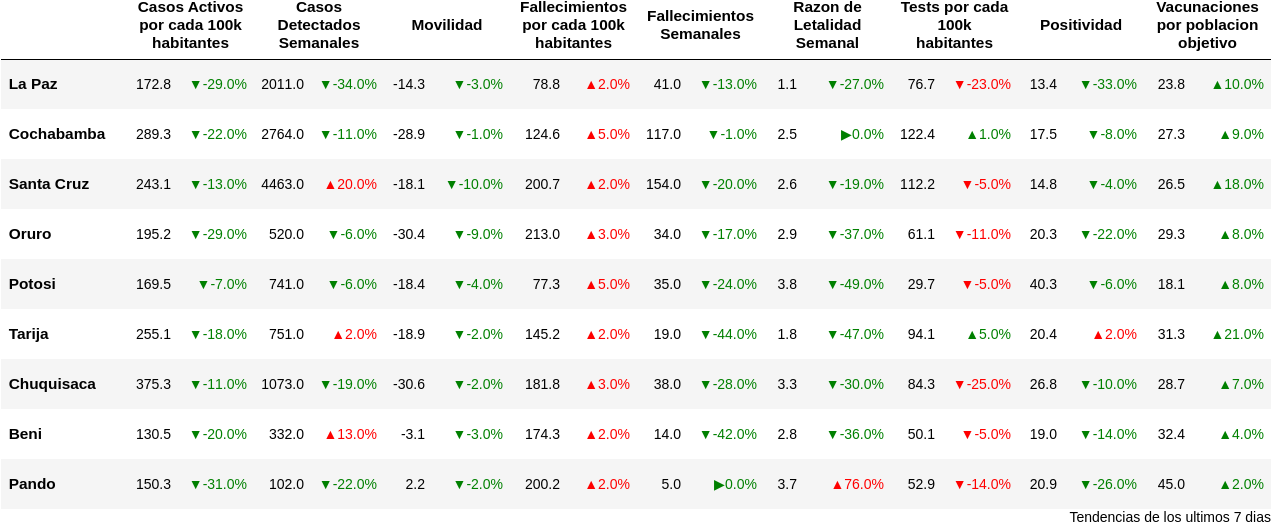 Casos Activos por cada 100k habitantes Casos Detectados Semanales Movilidad Fallecimientos por cada 100k habitantes Fallecimientos Semanales Razon de Letalidad Semanal Tests por cada 100k habitantes Positividad Vacunaciones por poblacion objetivo
La Paz 172.8 ▼-29.0% 2011.0 ▼-34.0% -14.3 ▼-3.0% 78.8 ▲2.0% 41.0 ▼-13.0% 1.1 ▼-27.0% 76.7 ▼-23.0% 13.4 ▼-33.0% 23.8 ▲10.0%
Cochabamba 289.3 ▼-22.0% 2764.0 ▼-11.0% -28.9 ▼-1.0% 124.6 ▲5.0% 117.0 ▼-1.0% 2.5 ▶0.0% 122.4 ▲1.0% 17.5 ▼-8.0% 27.3 ▲9.0%
Santa Cruz 243.1 ▼-13.0% 4463.0 ▲20.0% -18.1 ▼-10.0% 200.7 ▲2.0% 154.0 ▼-20.0% 2.6 ▼-19.0% 112.2 ▼-5.0% 14.8 ▼-4.0% 26.5 ▲18.0%
Oruro 195.2 ▼-29.0% 520.0 ▼-6.0% -30.4 ▼-9.0% 213.0 ▲3.0% 34.0 ▼-17.0% 2.9 ▼-37.0% 61.1 ▼-11.0% 20.3 ▼-22.0% 29.3 ▲8.0%
Potosi 169.5 ▼-7.0% 741.0 ▼-6.0% -18.4 ▼-4.0% 77.3 ▲5.0% 35.0 ▼-24.0% 3.8 ▼-49.0% 29.7 ▼-5.0% 40.3 ▼-6.0% 18.1 ▲8.0%
Tarija 255.1 ▼-18.0% 751.0 ▲2.0% -18.9 ▼-2.0% 145.2 ▲2.0% 19.0 ▼-44.0% 1.8 ▼-47.0% 94.1 ▲5.0% 20.4 ▲2.0% 31.3 ▲21.0%
Chuquisaca 375.3 ▼-11.0% 1073.0 ▼-19.0% -30.6 ▼-2.0% 181.8 ▲3.0% 38.0 ▼-28.0% 3.3 ▼-30.0% 84.3 ▼-25.0% 26.8 ▼-10.0% 28.7 ▲7.0%
Beni 130.5 ▼-20.0% 332.0 ▲13.0% -3.1 ▼-3.0% 174.3 ▲2.0% 14.0 ▼-42.0% 2.8 ▼-36.0% 50.1 ▼-5.0% 19.0 ▼-14.0% 32.4 ▲4.0%
Pando 150.3 ▼-31.0% 102.0 ▼-22.0% 2.2 ▼-2.0% 200.2 ▲2.0% 5.0 ▶0.0% 3.7 ▲76.0% 52.9 ▼-14.0% 20.9 ▼-26.0% 45.0 ▲2.0%
Tendencias de los ultimos 7 dias